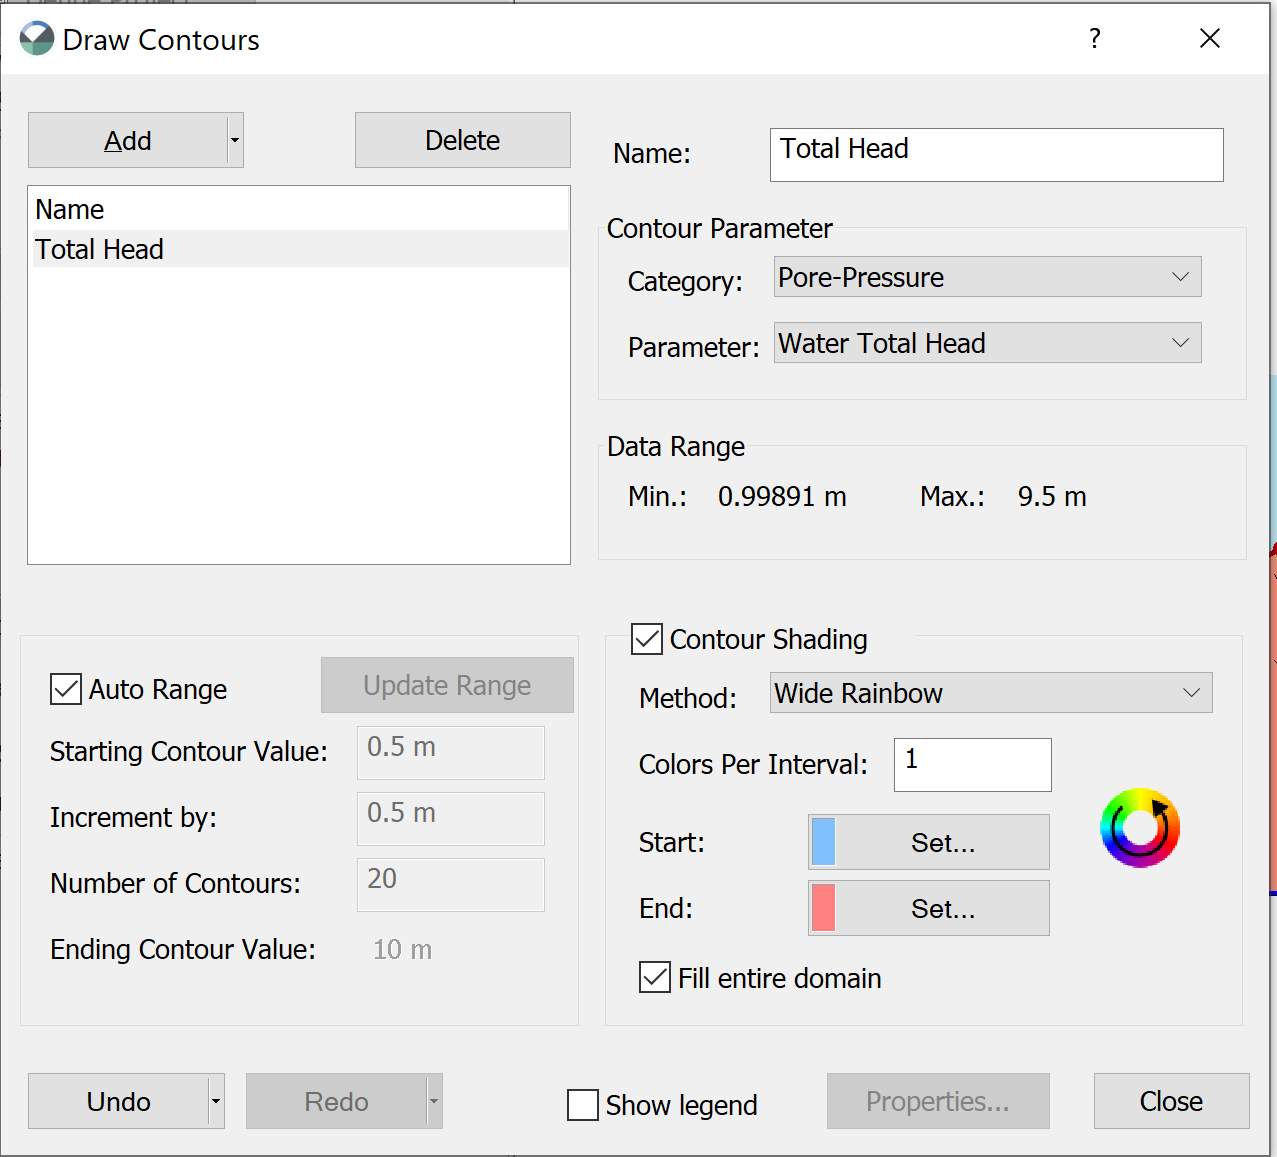 Draw Contours
?
Add
Delete
Name
Total Head
Name:
Total Head
Contour Parameter
Category:
Pore-Pressure
Parameter:
Water Total Head
Data Range
Min.: 0.99891 m Max.: 9.5 m
Auto Range
Update Range
Starting Contour Value:
0.5 m
Increment by:
0.5 m
Number of Contours:
20
Ending Contour Value:
10 m
Contour Shading
Method:
Wide Rainbow
Colors Per Interval:
1
Start:
Set...
End:
Set...
Fill entire domain
Undo
Redo
Show legend
Properties...
Close